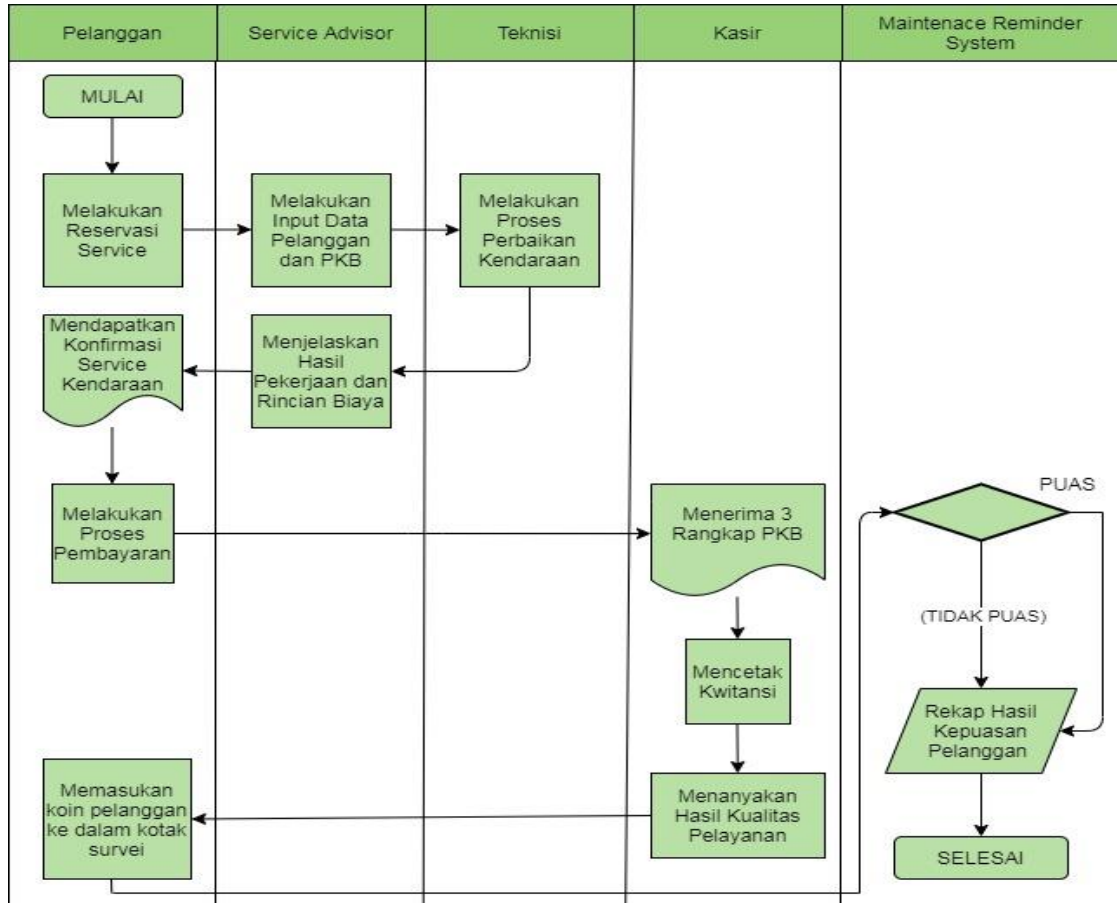 Pelanggan
Service Advisor
Teknisi
Kasir
Maintenace Reminder
System
MULAI
Melakukan
Reservasi
Service
Melakukan
Input Data
Pelanggan
dan PKB
Melakukan
Proses
Perbaikan
Kendaraan
Mendapatkan
Konfirmasi
Service
Kendaraan
Menjelaskan
Hasil
Pekerjaan dan
Rincian Biaya
Melakukan
Proses
Pembayaran
Menerima 3
Rangkap PKB
PUAS
(TIDAK PUAS)
Mencetak
Kwitansi
Rekap Hasil
Kepuasan
Pelanggan
Memasukan
koin pelanggan
ke dalam kotak
survei
Menanyakan
Hasil Kualitas
Pelayanan
SELESAI